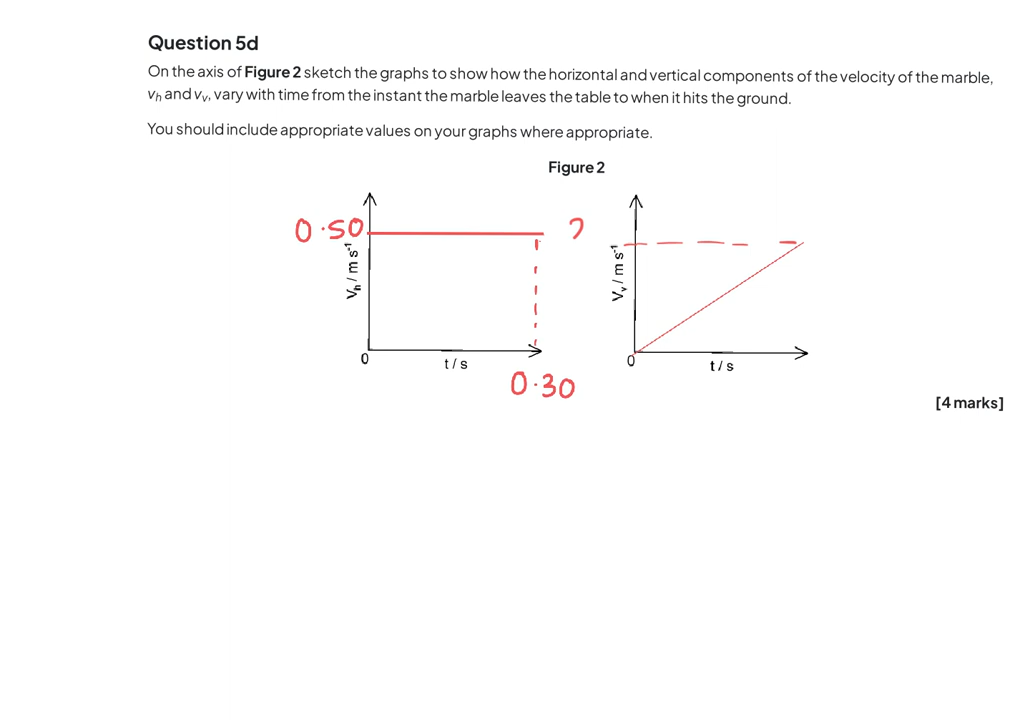 Question 5d
On the axis of Figure 2 sketch the graphs to show how the horizontal and vertical components of the velocity of the marble,
vh and vv, vary with time from the instant the marble leaves the table to when it hits the ground.
You should include appropriate values on your graphs where appropriate.
Figure 2
0.50
Vh / m s-1
0
t / s
0.30
Vv / m s-1
0
t / s
[4 marks]